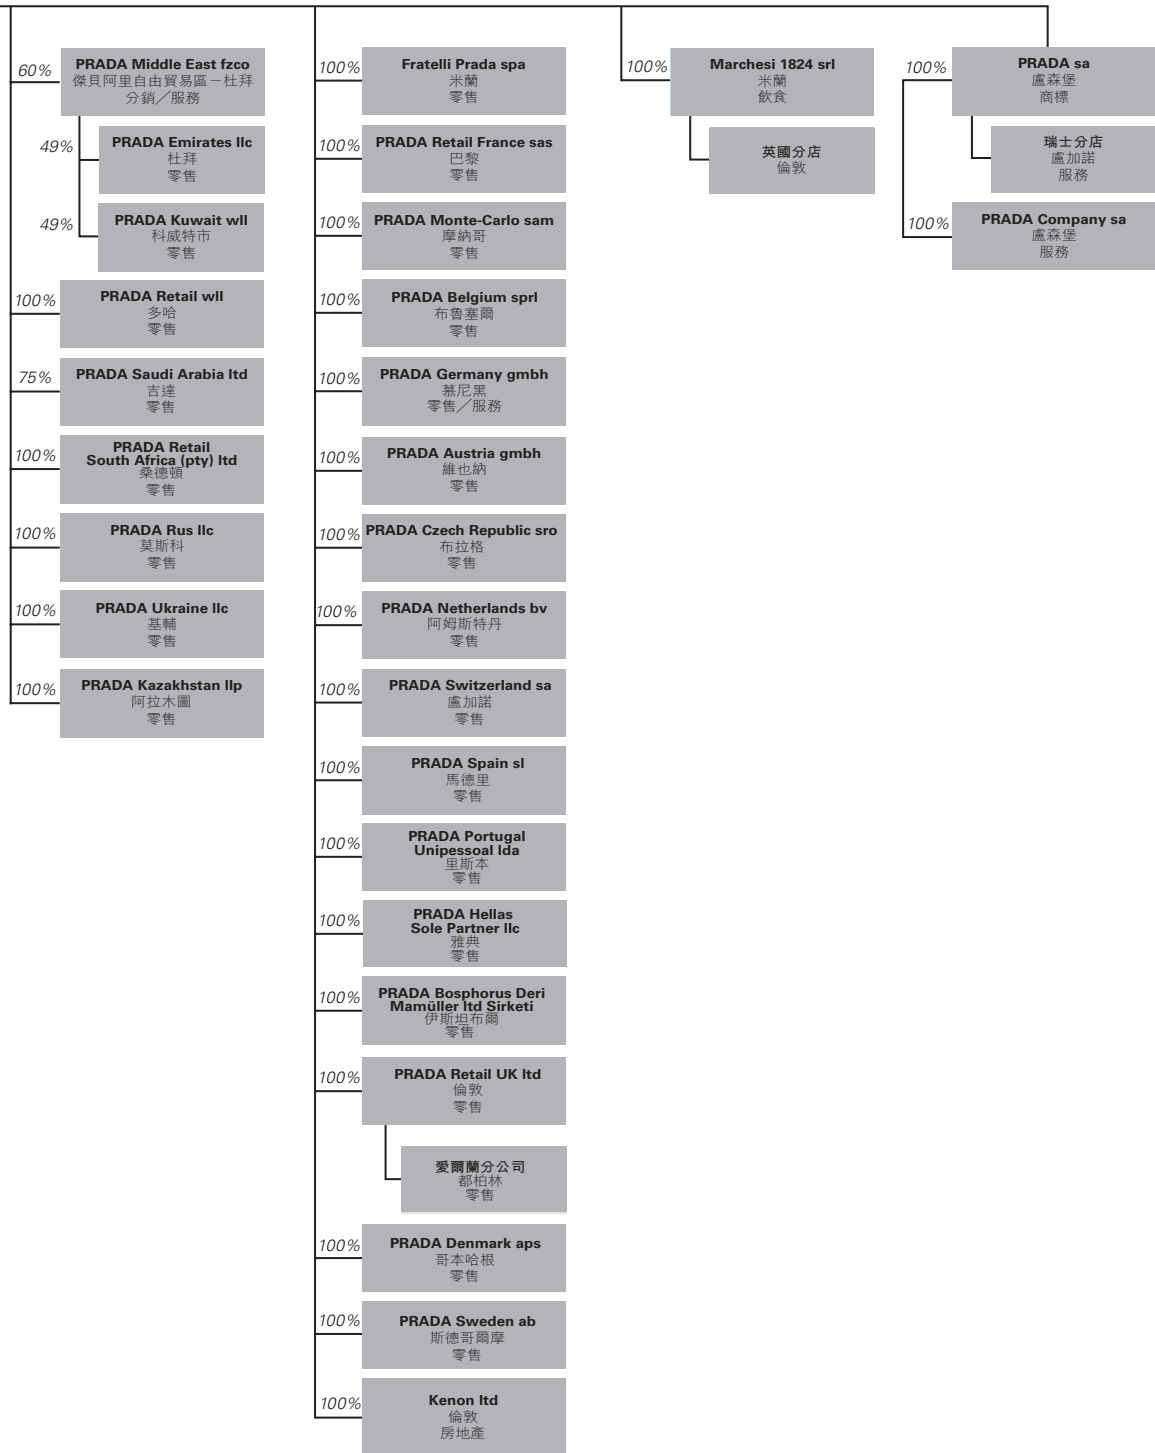 60%
PRADA Middle East fzco
傑貝阿里自由貿易區－杜拜
分銷／服務
49%
PRADA Emirates llc
杜拜
零售
49%
PRADA Kuwait wll
科威特市
零售
100%
PRADA Retail wll
多哈
零售
75%
PRADA Saudi Arabia ltd
吉達
零售
100%
PRADA Retail
South Africa (pty) ltd
桑德頓
零售
100%
PRADA Rus llc
莫斯科
零售
100%
PRADA Ukraine llc
基輔
零售
100%
PRADA Kazakhstan llp
阿拉木圖
零售
100%
Fratelli Prada spa
米蘭
零售
100%
PRADA Retail France sas
巴黎
零售
100%
PRADA Monte-Carlo sam
摩納哥
零售
100%
PRADA Belgium sprl
布魯塞爾
零售
100%
PRADA Germany gmbh
慕尼黑
零售／服務
100%
PRADA Austria gmbh
維也納
零售
100%
PRADA Czech Republic sro
布拉格
零售
100%
PRADA Netherlands bv
阿姆斯特丹
零售
100%
PRADA Switzerland sa
盧加諾
零售
100%
PRADA Spain sl
馬德里
零售
100%
PRADA Portugal
Unipessoal lda
里斯本
零售
100%
PRADA Hellas
Sole Partner llc
雅典
零售
100%
PRADA Bosphorus Deri
Mamüller ltd Sirketi
伊斯坦布爾
零售
100%
PRADA Retail UK ltd
倫敦
零售
愛爾蘭分公司
都柏林
零售
100%
PRADA Denmark aps
哥本哈根
零售
100%
PRADA Sweden ab
斯德哥爾摩
零售
100%
Kenon ltd
倫敦
房地產
100%
Marchesi 1824 srl
米蘭
飲食
英國分店
倫敦
100%
PRADA sa
盧森堡
商標
瑞士分店
盧加諾
服務
100%
PRADA Company sa
盧森堡
服務